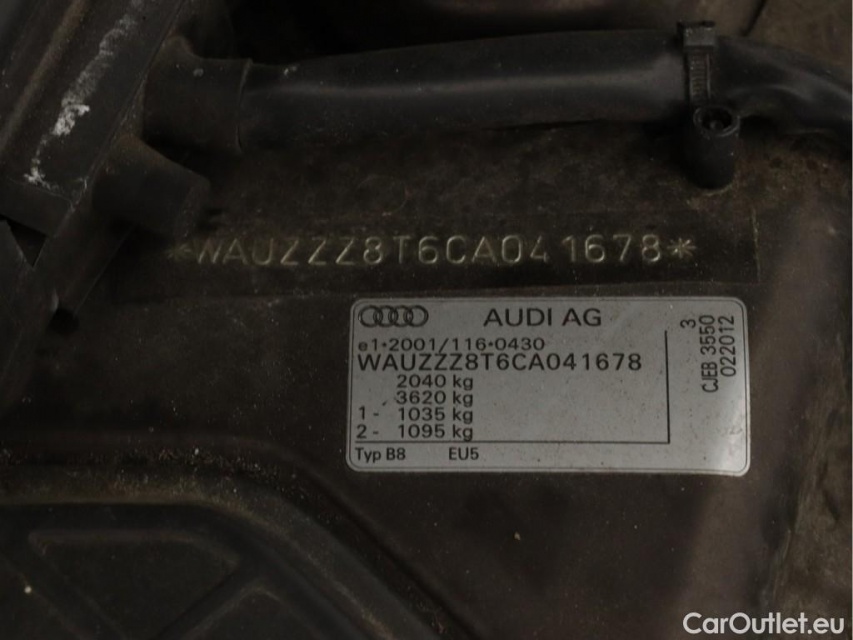 *WAUZZZ8T6CA041678*
AUDI AG
e1*2001/116*0430
WAUZZZ8T6CA041678
2040 kg
3620 kg
1- 1035 kg
2- 1095 kg
Typ B8 EU5
3
CJEB 3550
022012
CarOutlet.eu